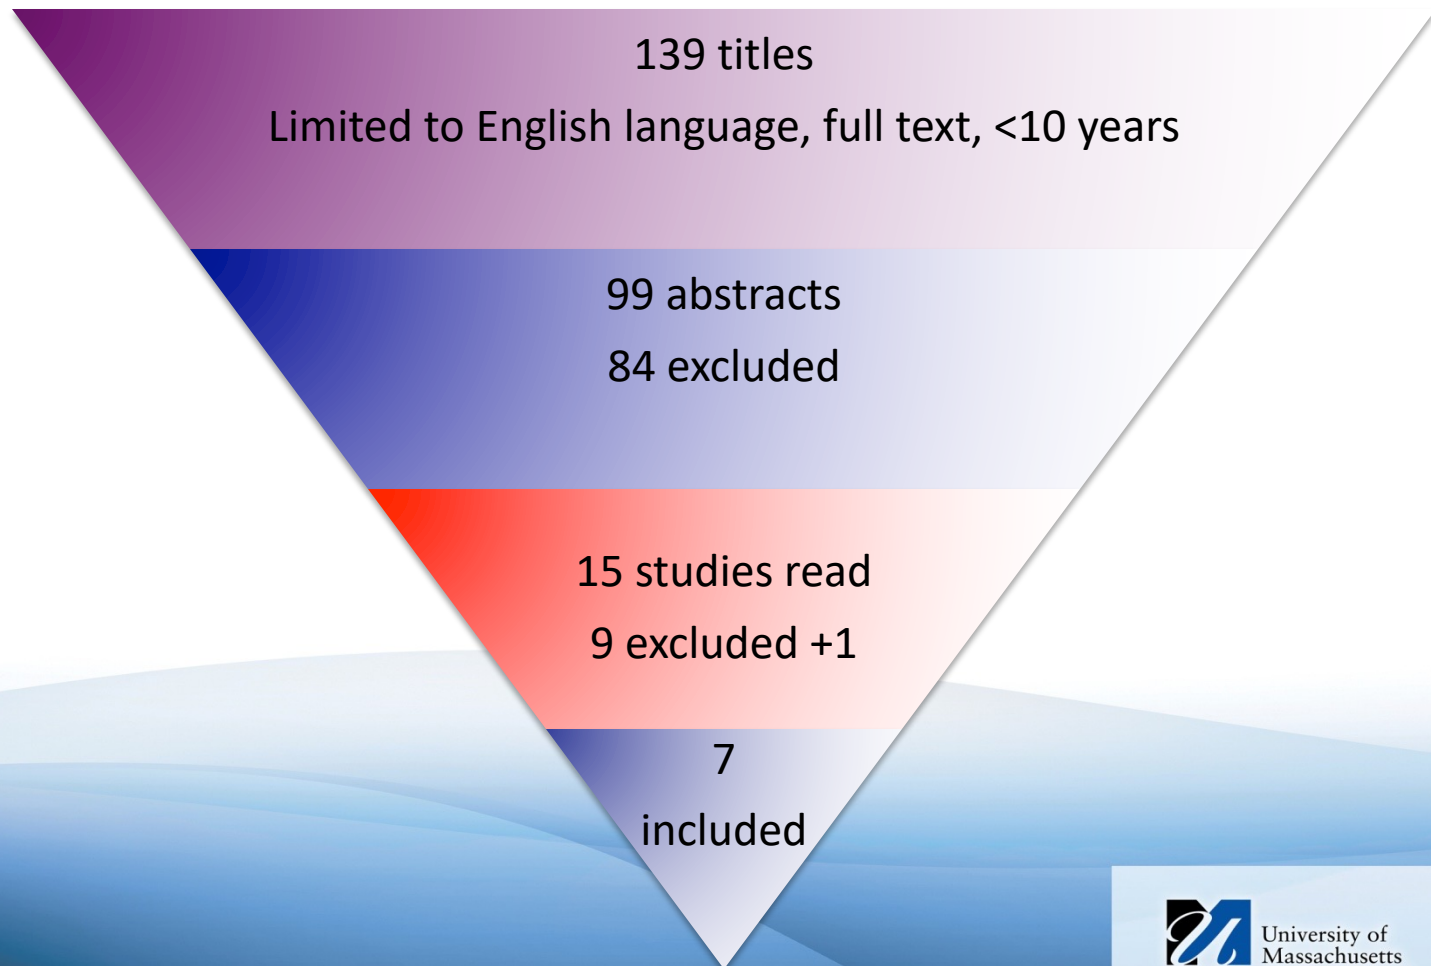 139 titles
Limited to English language, full text, <10 years
99 abstracts
84 excluded
15 studies read
9 excluded +1
7
included
University of
Massachusetts